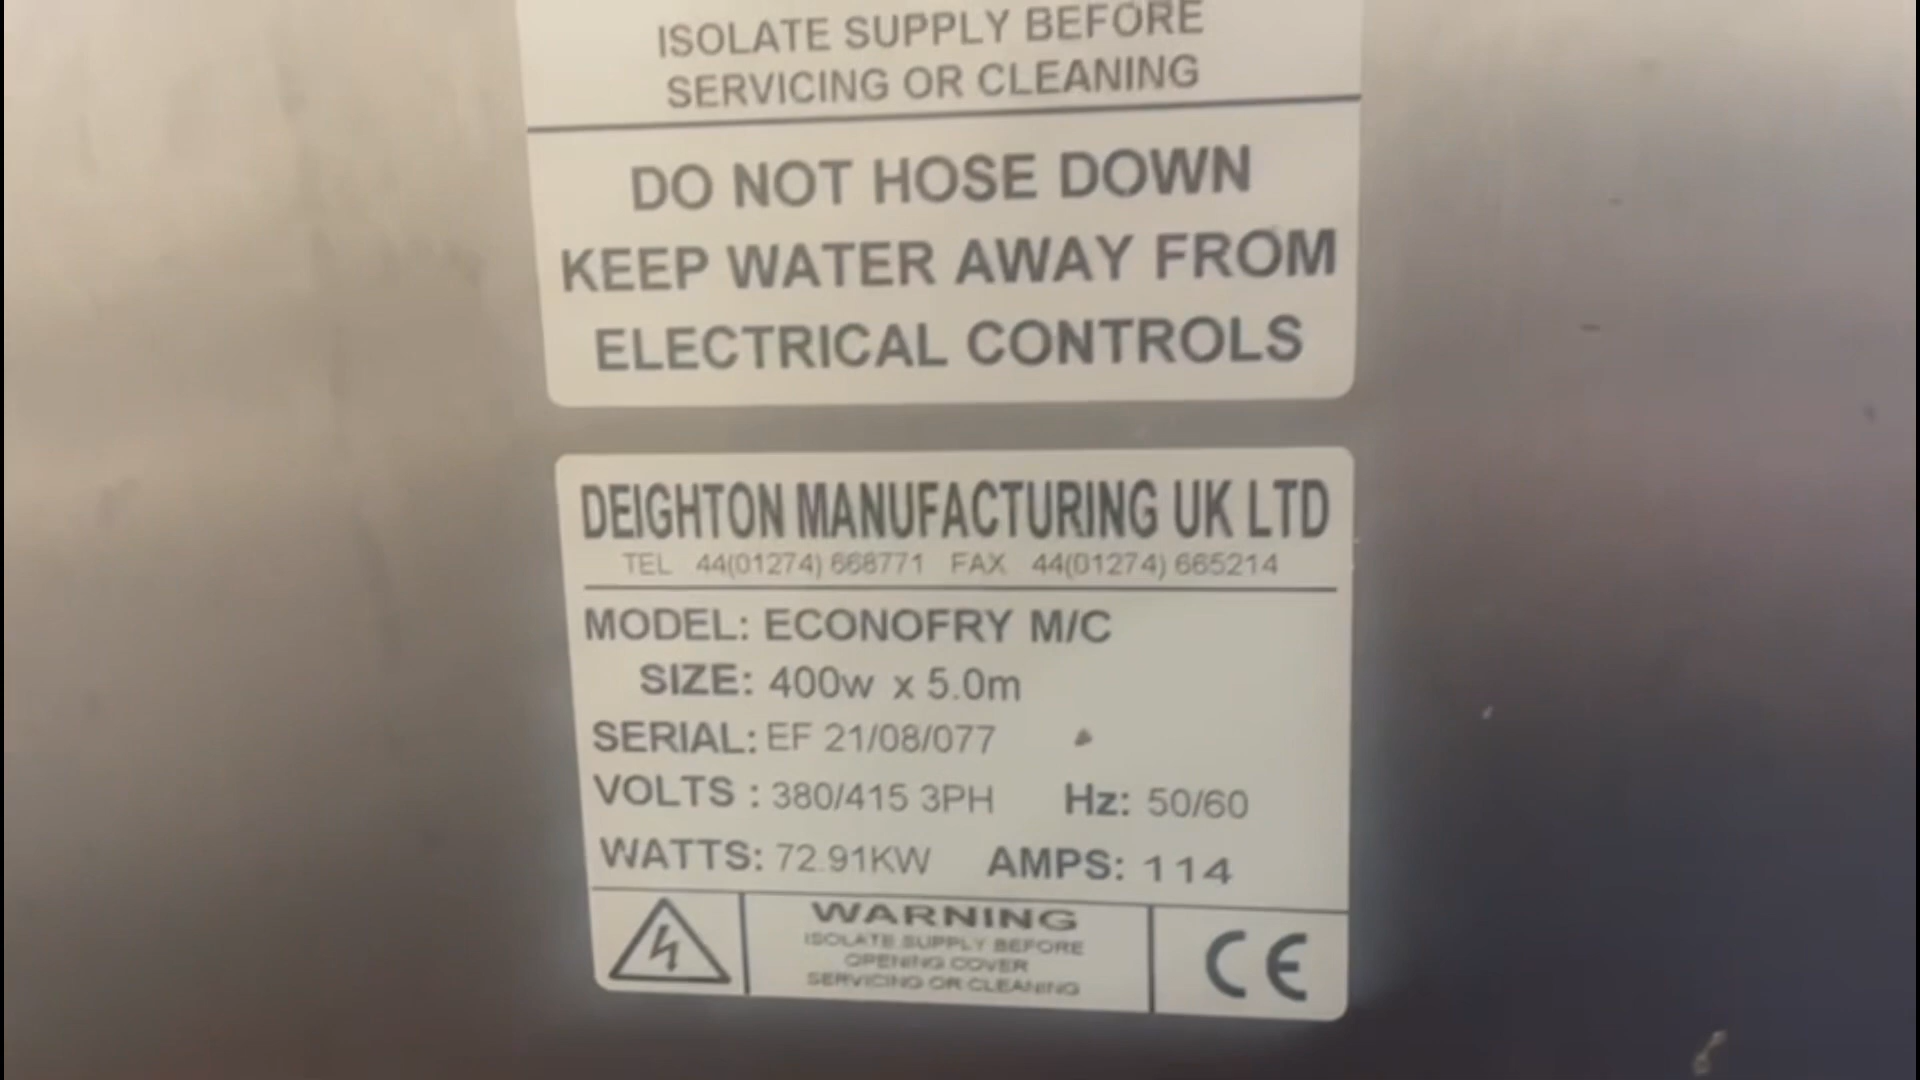 ISOLATE SUPPLY BEFORE
SERVICING OR CLEANING
DO NOT HOSE DOWN
KEEP WATER AWAY FROM
ELECTRICAL CONTROLS
DEIGHTON MANUFACTURING UK LTD
TEL 44(01274) 668771 FAX 44(01274) 665214
MODEL: ECONOFRY M/C
SIZE: 400w x 5.0m
SERIAL: EF 21/08/077
VOLTS : 380/415 3PH Hz: 50/60
WATTS: 72.91KW AMPS: 114
WARNING
ISOLATE SUPPLY BEFORE
OPENING COVER
SERVICING OR CLEANING
CE